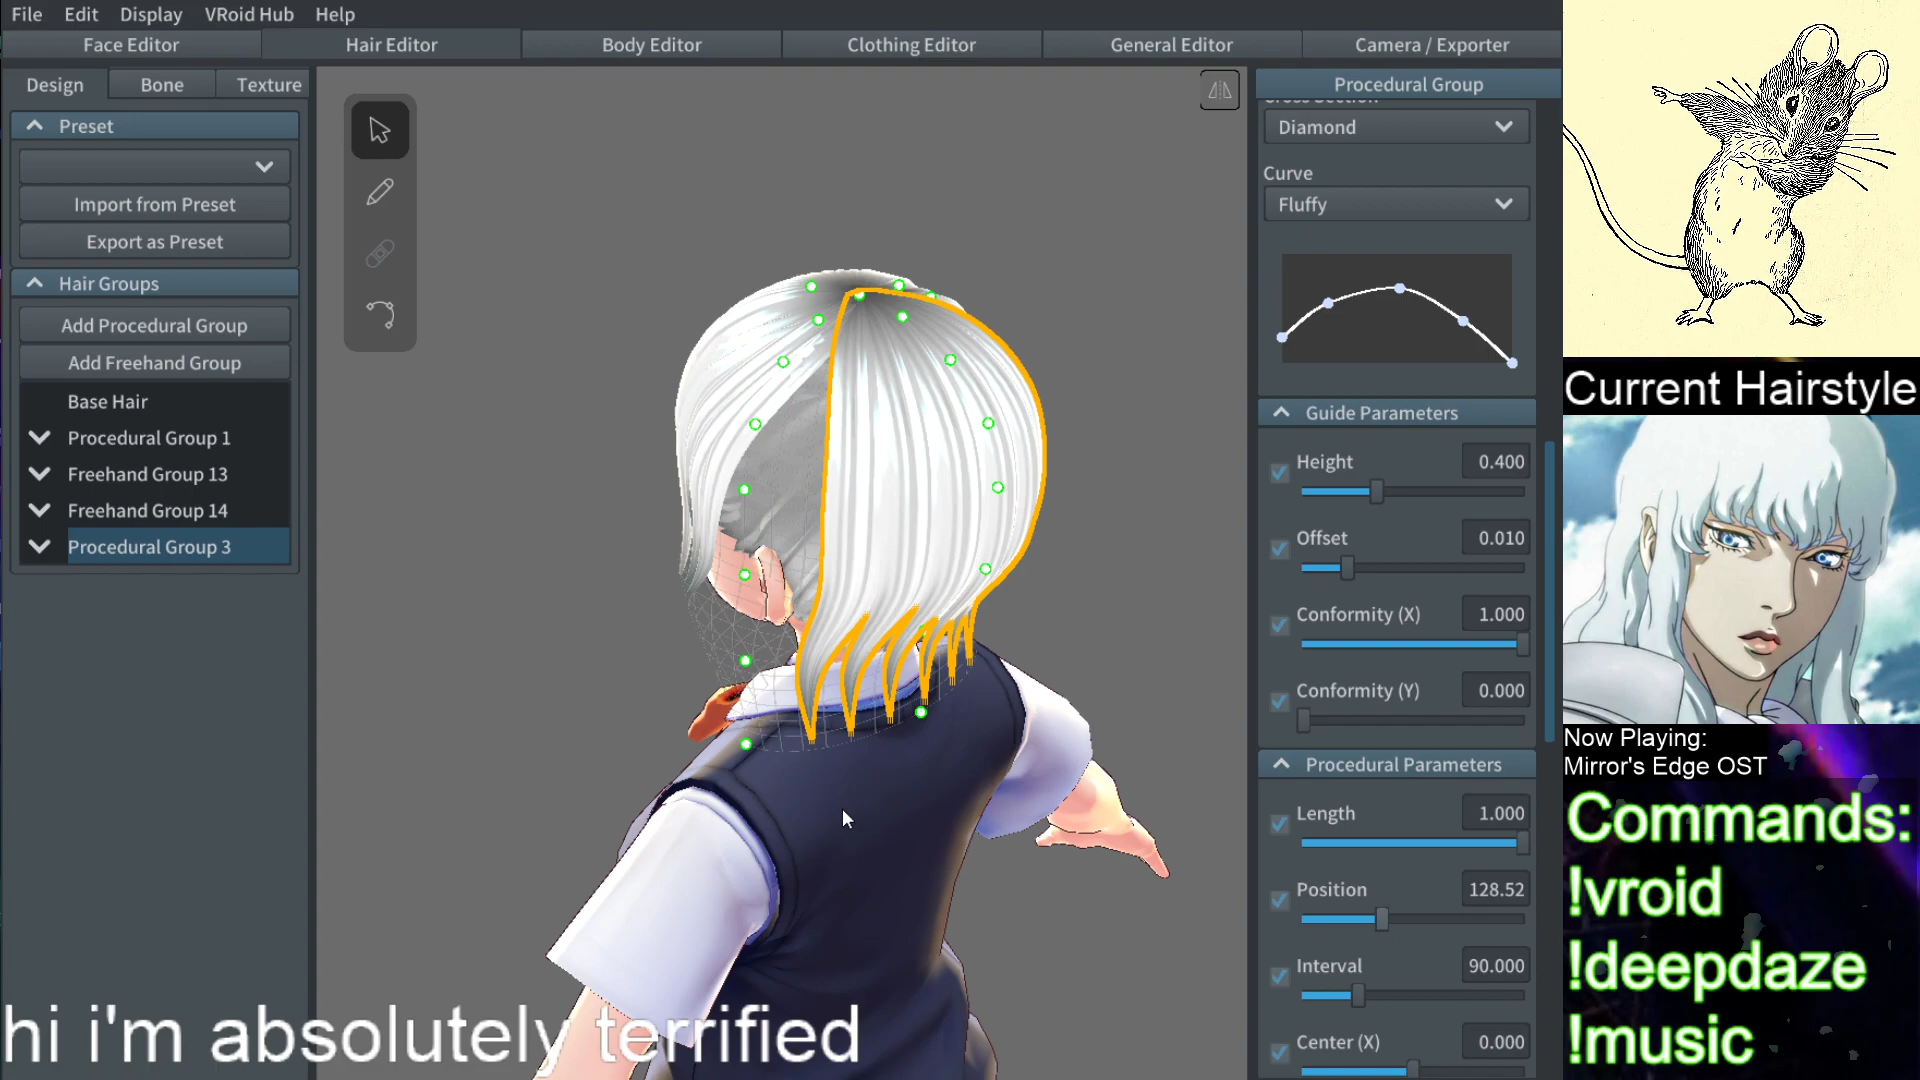 File Edit Display VRoid Hub Help
Face Editor Hair Editor Body Editor Clothing Editor General Editor Camera / Exporter
Design Bone Texture
Preset
Import from Preset
Export as Preset
Hair Groups
Add Procedural Group
Add Freehand Group
Base Hair
Procedural Group 1
Freehand Group 13
Freehand Group 14
Procedural Group 3
Procedural Group
Cross Section
Diamond
Curve
Fluffy
Guide Parameters
Height 0.400
Offset 0.010
Conformity (X) 1.000
Conformity (Y) 0.000
Procedural Parameters
Length 1.000
Position 128.52
Interval 90.000
Center (X) 0.000
Current Hairstyle
Now Playing:
Mirror's Edge OST
Commands:
!vroid
!deepdaze
!music
hi i'm absolutely terrified